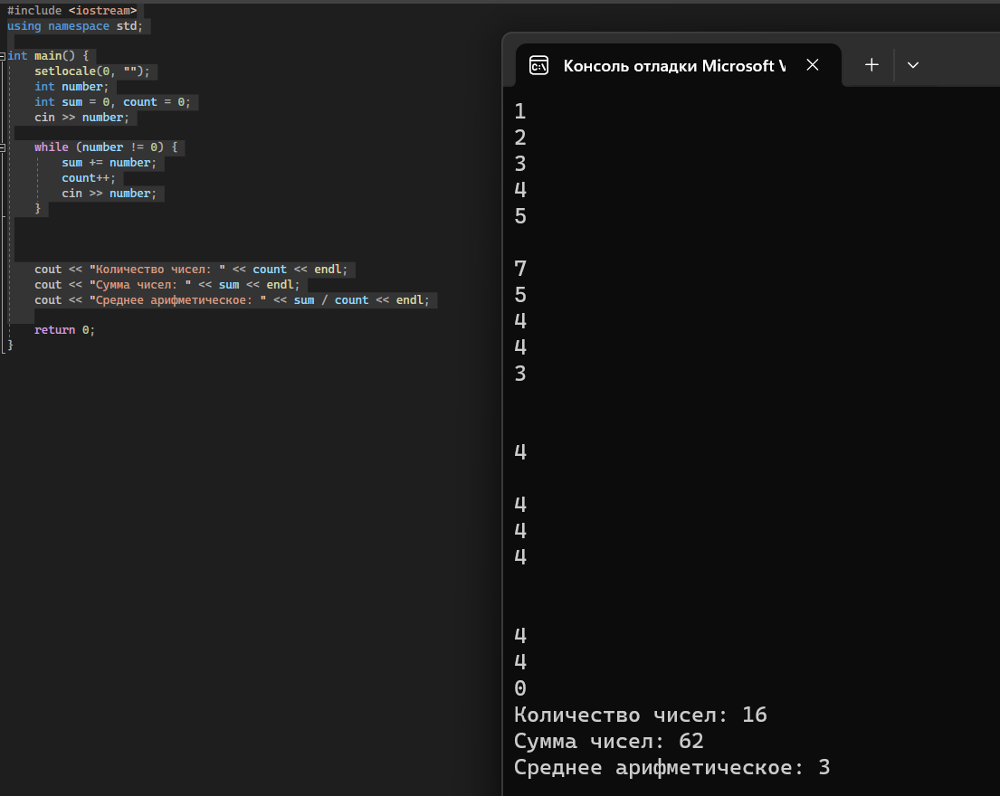 #include <iostream>
using namespace std;
int main() {
setlocale(0, "");
int number;
int sum = 0, count = 0;
cin >> number;
while (number != 0) {
sum += number;
count++;
cin >> number;
}
cout << "Количество чисел: " << count << endl;
cout << "Сумма чисел: " << sum << endl;
cout << "Среднее арифметическое: " << sum / count << endl;
return 0;
}
Консоль отладки Microsoft V
1
2
3
4
5
7
5
4
4
3
4
4
4
4
4
4
0
Количество чисел: 16
Сумма чисел: 62
Среднее арифметическое: 3